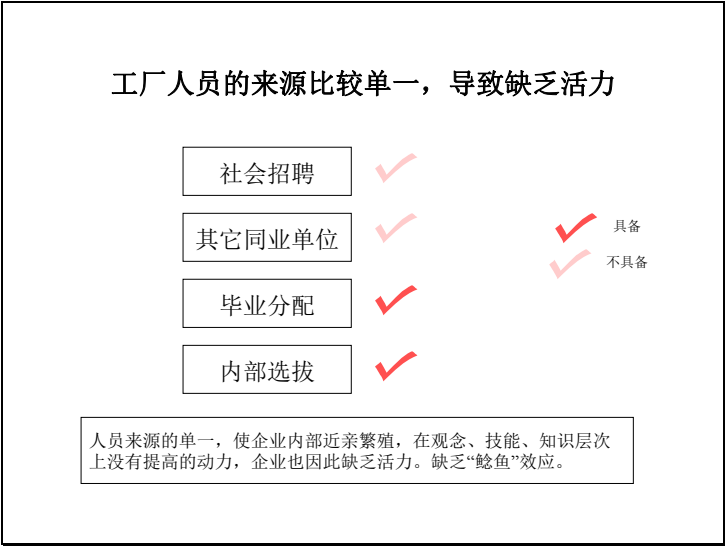 工厂人员的来源比较单一，导致缺乏活力
社会招聘
其它同业单位
毕业分配
内部选拔
具备
不具备
人员来源的单一，使企业内部近亲繁殖，在观念、技能、知识层次
上没有提高的动力，企业也因此缺乏活力。缺乏“鲶鱼”效应。